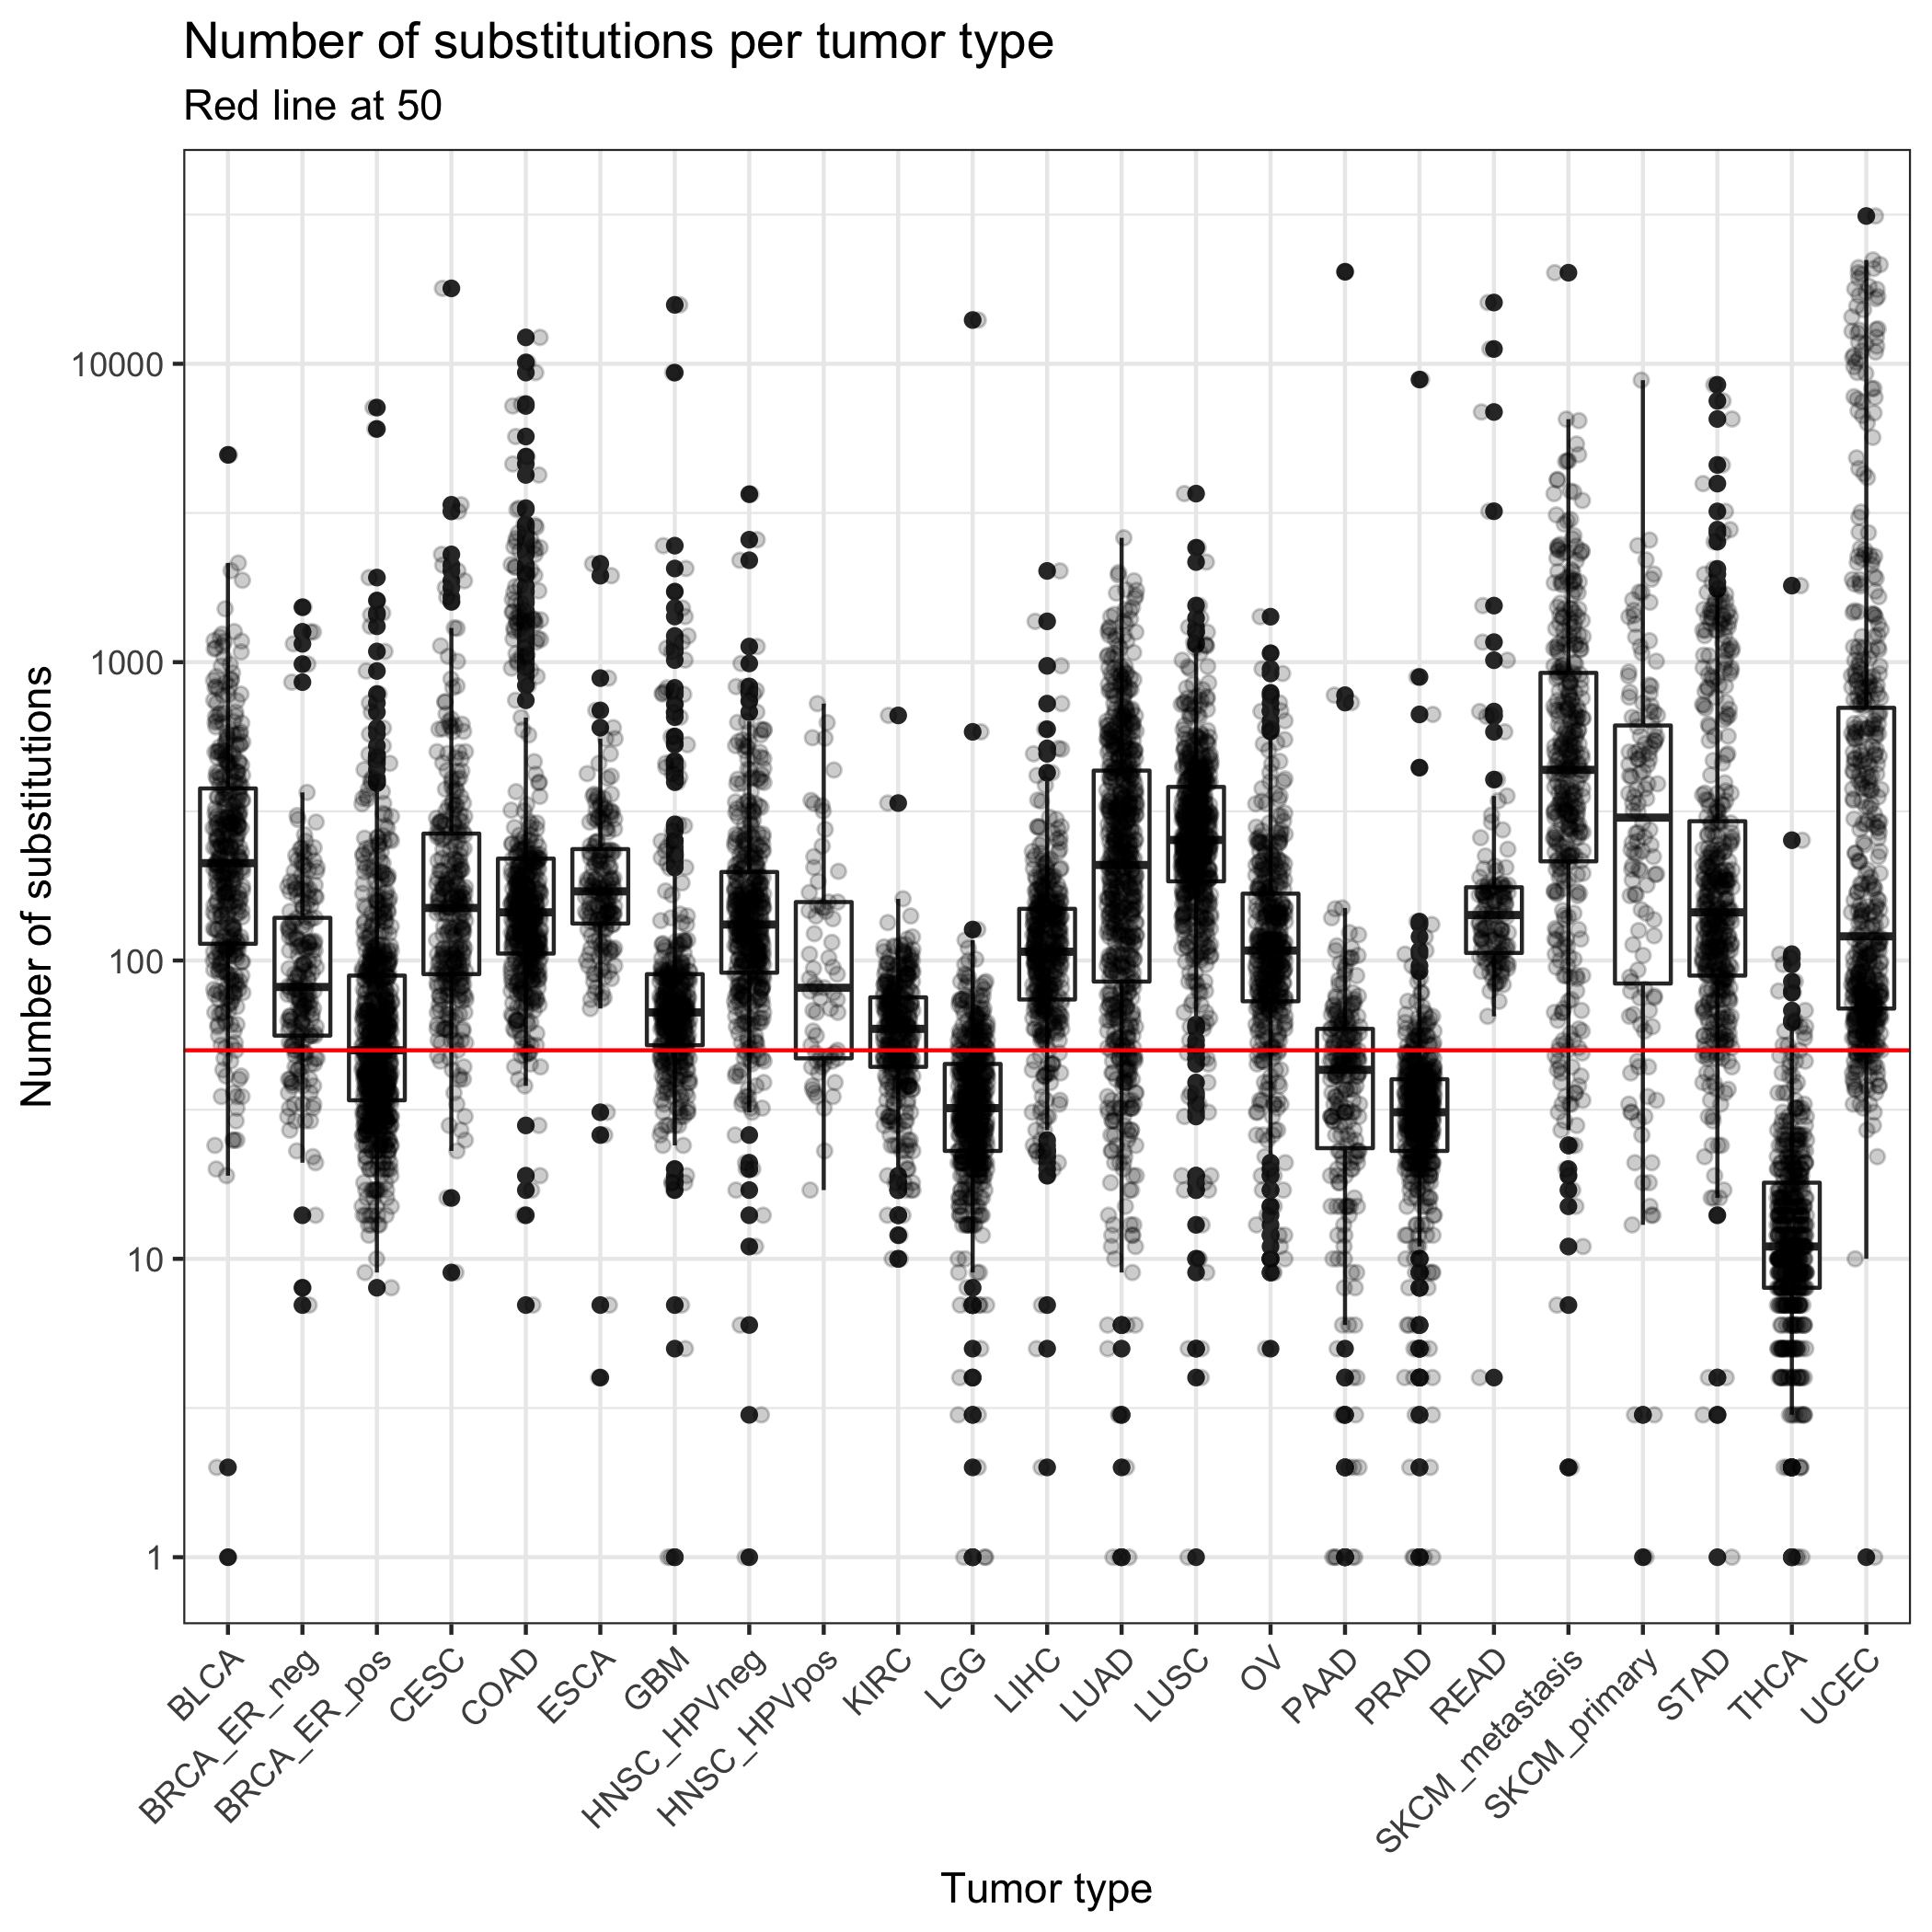 Number of substitutions per tumor type
Red line at 50
Number of substitutions
10000
1000
100
10
1
BLCA
BRCA_ER_neg
BRCA_ER_pos
CESC
COAD
ESCA
GBM
HNSC_HPVneg
HNSC_HPVpos
KIRC
LGG
LIHC
LUAD
LUSC
OV
PAAD
PRAD
READ
SKCM_metastasis
SKCM_primary
STAD
THCA
UCEC
Tumor type